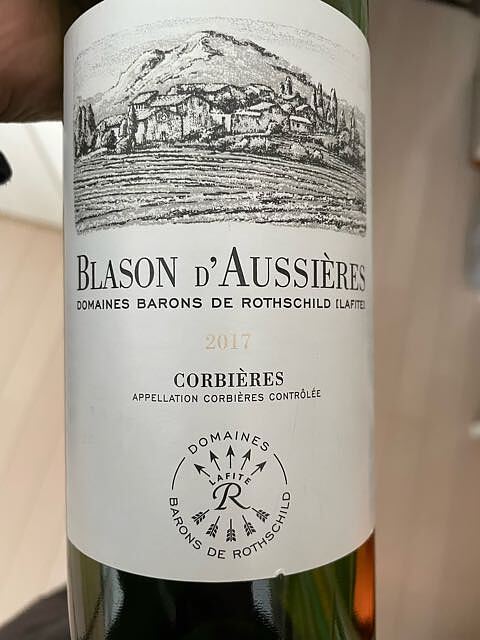 BLASON D'AUSSIÈRES
DOMAINES BARONS DE ROTHSCHILD (LAFITE)
2017
CORBIÈRES
APPELLATION CORBIÈRES CONTRÔLÉE
DOMAINES
LAFITE
R
BARONS DE ROTHSCHILD